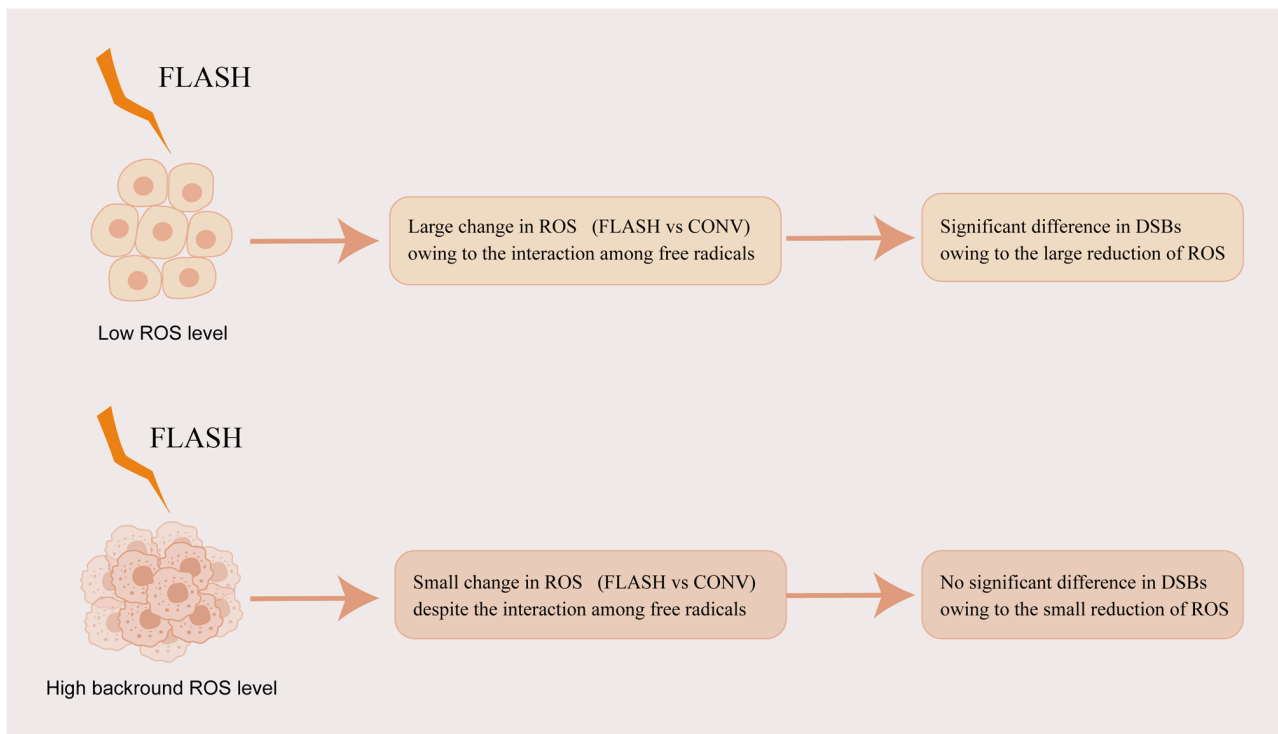 FLASH
Large change in ROS (FLASH vs CONV)
owing to the interaction among free radicals
Significant difference in DSBs
owing to the large reduction of ROS
Low ROS level
FLASH
Small change in ROS (FLASH vs CONV)
despite the interaction among free radicals
No significant difference in DSBs
owing to the small reduction of ROS
High backround ROS level